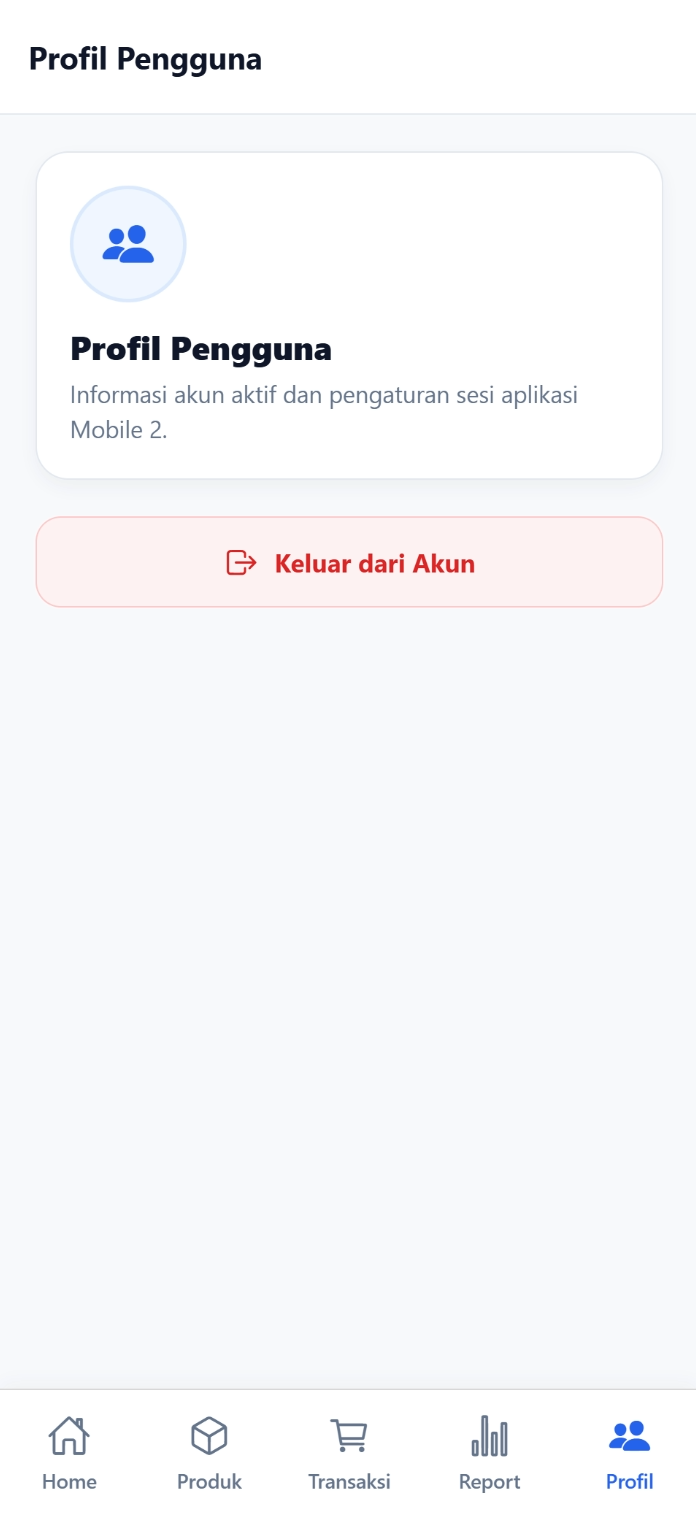 Profil Pengguna
Profil Pengguna
Informasi akun aktif dan pengaturan sesi aplikasi
Mobile 2.
Keluar dari Akun
Home
Produk
Transaksi
Report
Profil